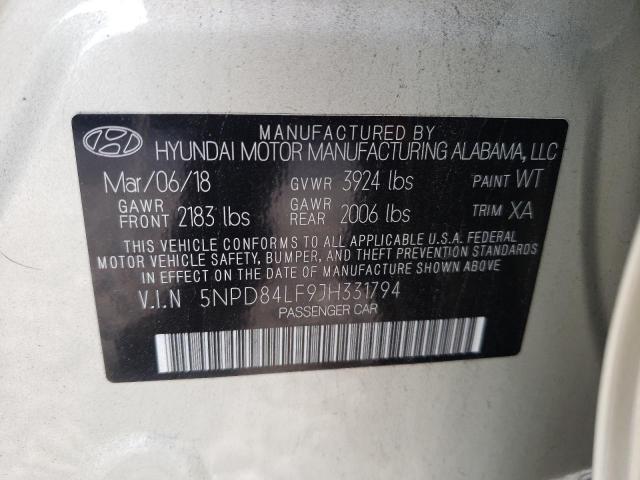 MANUFACTURED BY
HYUNDAI MOTOR MANUFACTURING ALABAMA, LLC
Mar/06/18 GVWR 3924 lbs PAINT WT
GAWR FRONT 2183 lbs GAWR REAR 2006 lbs TRIM XA
THIS VEHICLE CONFORMS TO ALL APPLICABLE U.S.A. FEDERAL
MOTOR VEHICLE SAFETY, BUMPER, AND THEFT PREVENTION STANDARDS
IN EFFECT ON THE DATE OF MANUFACTURE SHOWN ABOVE.
V.I.N 5NPD84LF9JH331794
PASSENGER CAR